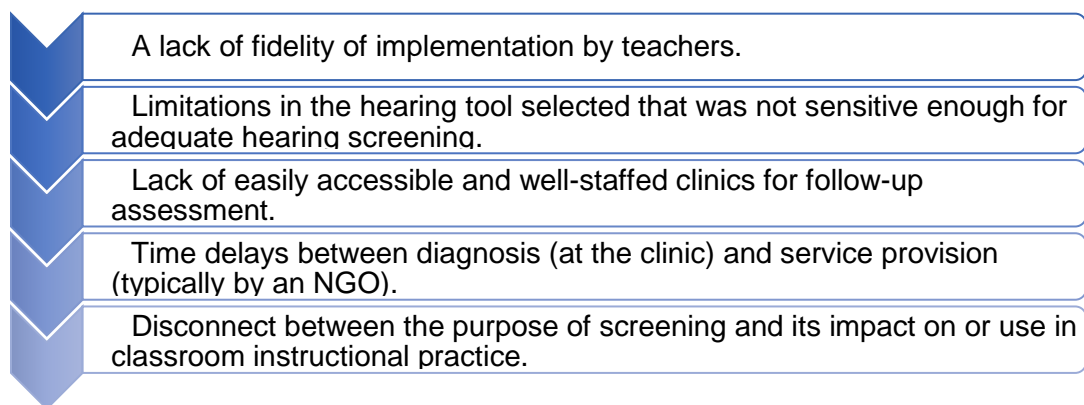 A lack of fidelity of implementation by teachers.
Limitations in the hearing tool selected that was not sensitive enough for
adequate hearing screening.
Lack of easily accessible and well-staffed clinics for follow-up
assessment.
Time delays between diagnosis (at the clinic) and service provision
(typically by an NGO).
Disconnect between the purpose of screening and its impact on or use in
classroom instructional practice.